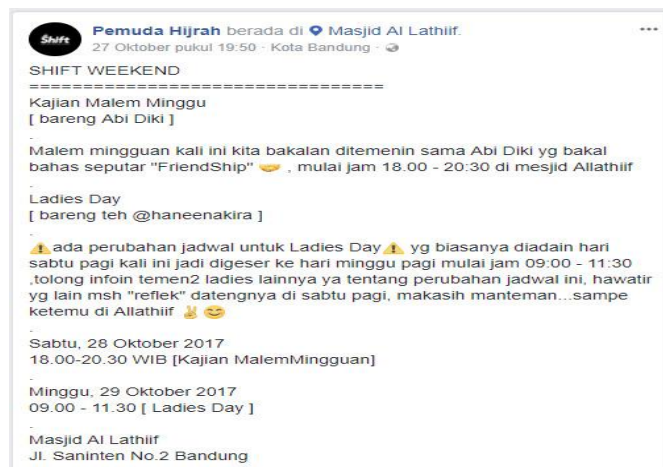 Shift
Pemuda Hijrah berada di Masjid Al Lathiif.
27 Oktober pukul 19:50 · Kota Bandung ·
SHIFT WEEKEND
=================================
Kajian Malem Minggu
[ bareng Abi Diki ]
.
Malem mingguan kali ini kita bakalan ditemenin sama Abi Diki yg bakal
bahas seputar "FriendShip" 🤝 , mulai jam 18.00 - 20:30 di mesjid Allathiif
.
Ladies Day
[ bareng teh @haneenakira ]
.
⚠️ada perubahan jadwal untuk Ladies Day⚠️ yg biasanya diadain hari
sabtu pagi kali ini jadi digeser ke hari minggu pagi mulai jam 09:00 - 11:30
,tolong infoin temen2 ladies lainnya ya tentang perubahan jadwal ini, hawatir
yg lain msh "reflek" datengnya di sabtu pagi, makasih manteman...sampe
ketemu di Allathiif ✌️😊
.
Sabtu, 28 Oktober 2017
18.00-20.30 WIB [Kajian MalemMingguan]
.
Minggu, 29 Oktober 2017
09.00 - 11.30 [ Ladies Day ]
.
Masjid Al Lathiif
Jl. Saninten No.2 Bandung